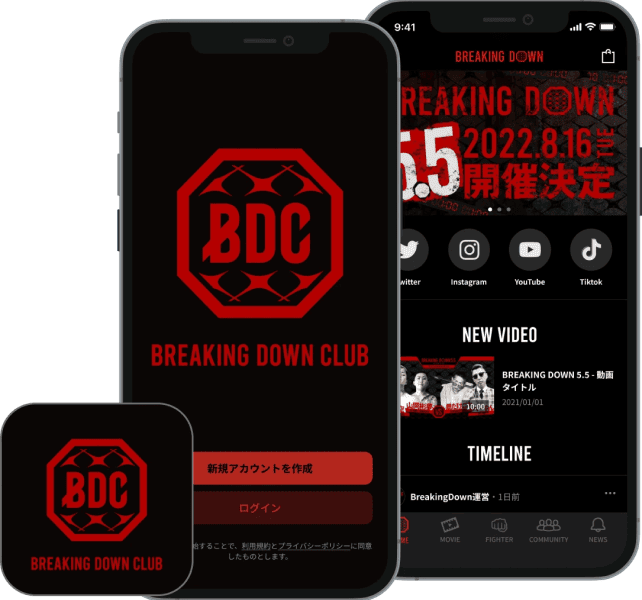 BDC
BREAKING DOWN CLUB
新規アカウントを作成
ログイン
することで、利用規約とプライバシーポリシーに同意
したものとします。
BDC
BREAKING DOWN CLUB
9:41
BREAKING DOWN
BREAKING DOWN
5.5
2022.8.16 TUE
開催決定
witter
Instagram
YouTube
Tiktok
NEW VIDEO
10:00
BREAKING DOWN 5.5 - 動画
タイトル
2021/01/01
TIMELINE
BreakingDown運営・1日前
MOVIE
FIGHTER
COMMUNITY
NEWS